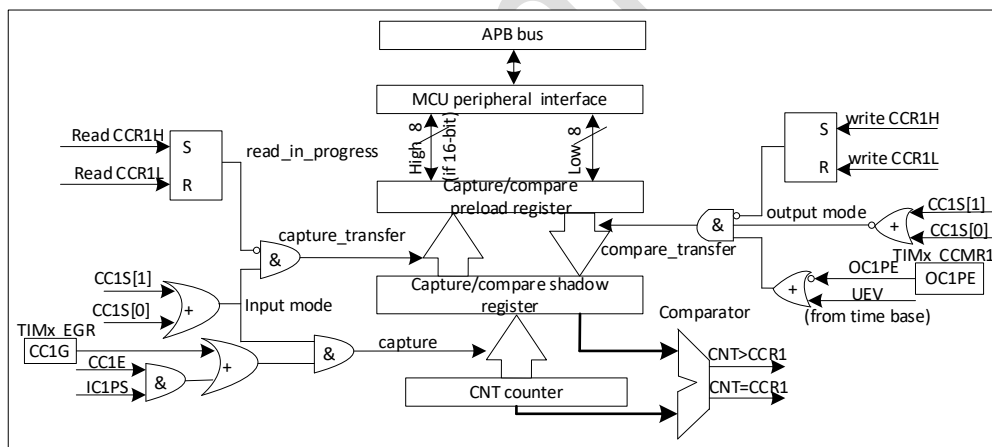 APB bus
MCU peripheral interface
Read CCR1H
S
read_in_progress
Read CCR1L
R
High
8
(if 16-bit)
Low
8
S
write CCR1H
R
write CCR1L
Capture/compare
preload register
capture_transfer
&
compare_transfer
&
output mode
+
CC1S[1]
CC1S[0]
TIMx_CCMR1
OC1PE
OC1PE
+
UEV
(from time base)
CC1S[1]
CC1S[0]
+
Input mode
Capture/compare shadow
register
Comparator
TIMx_EGR
CC1G
CC1E
IC1PS
&
+
&
capture
CNT>CCR1
CNT=CCR1
CNT counter